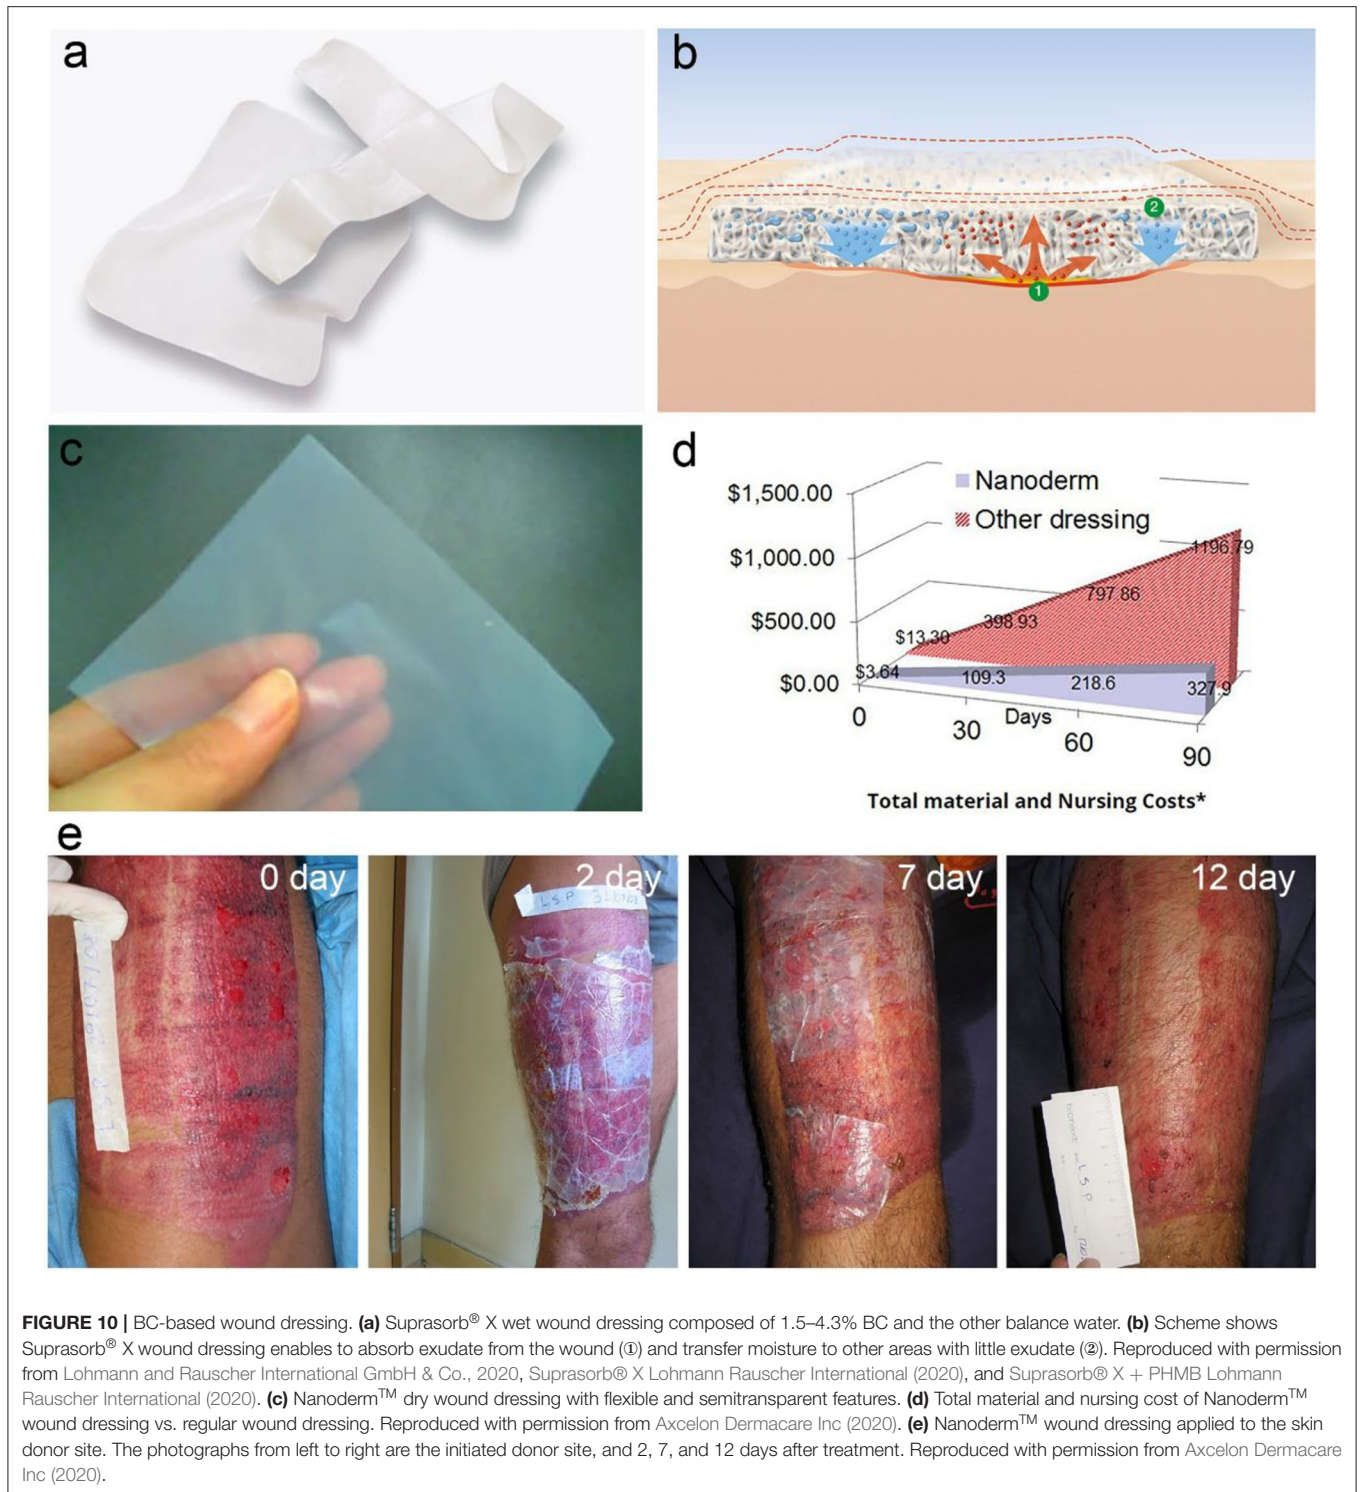 a
b
2
1
c
d
$1,500.00
Nanoderm
Other dressing
$1,000.00
1196.79
797.86
$500.00
398.93
$13.30
$3.64
109.3
218.6
327.9
$0.00
0
30
Days
60
90
Total material and Nursing Costs*
e
0 day
2 day
7 day
12 day
LSP
LSP
LSP
FIGURE 10 | BC-based wound dressing. (a) Suprasorb® X wet wound dressing composed of 1.5–4.3% BC and the other balance water. (b) Scheme shows
Suprasorb® X wound dressing enables to absorb exudate from the wound (①) and transfer moisture to other areas with little exudate (②). Reproduced with permission
from Lohmann and Rauscher International GmbH & Co., 2020, Suprasorb® X Lohmann Rauscher International (2020), and Suprasorb® X + PHMB Lohmann
Rauscher International (2020). (c) Nanoderm™ dry wound dressing with flexible and semitransparent features. (d) Total material and nursing cost of Nanoderm™
wound dressing vs. regular wound dressing. Reproduced with permission from Axcelon Dermacare Inc (2020). (e) Nanoderm™ wound dressing applied to the skin
donor site. The photographs from left to right are the initiated donor site, and 2, 7, and 12 days after treatment. Reproduced with permission from Axcelon Dermacare
Inc (2020).